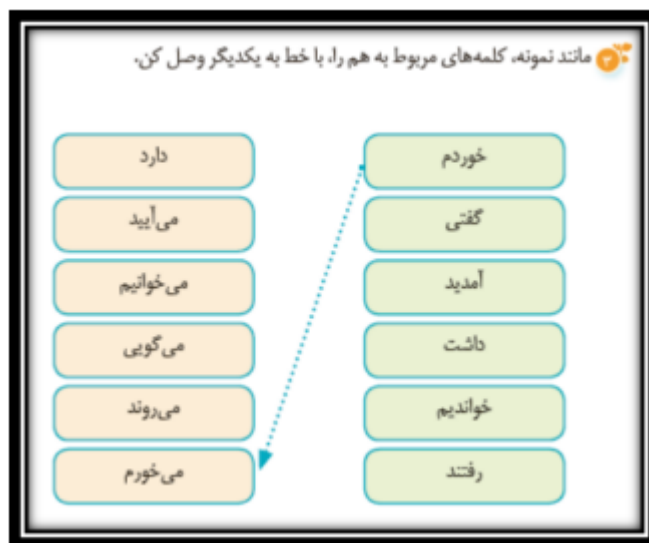 ۳ مانند نمونه، کلمه‌های مربوط به هم را، با خط به یکدیگر وصل کن.
خوردم
دارد
گفتی
می‌آیید
آمدید
می‌خوانیم
داشت
می‌گویی
خواندیم
می‌روند
رفتند
می‌خورم